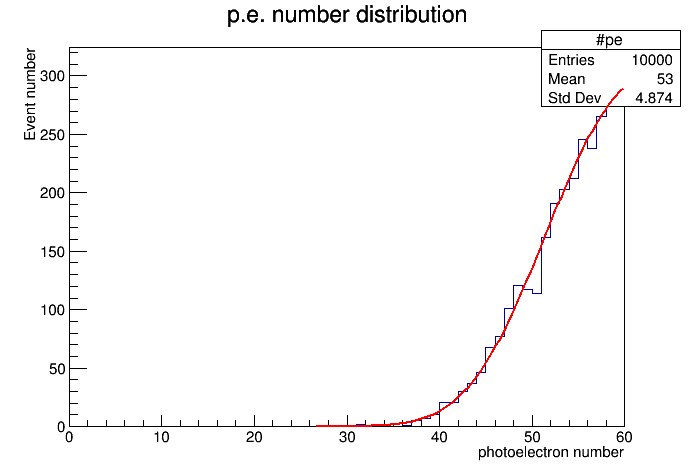 p.e. number distribution
#pe
Entries 10000
Mean 53
Std Dev 4.874
Event number
300
250
200
150
100
50
0
0 10 20 30 40 50 60
photoelectron number